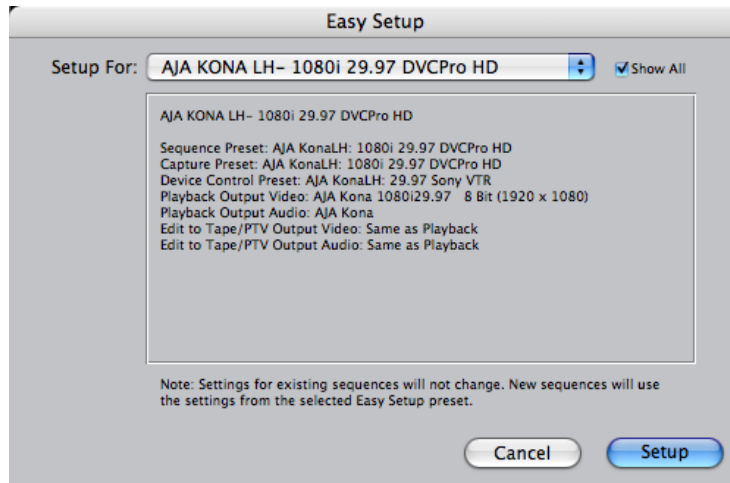 Easy Setup
Setup For: AJA KONA LH- 1080i 29.97 DVCPro HD Show All
AJA KONA LH- 1080i 29.97 DVCPro HD
Sequence Preset: AJA KonaLH: 1080i 29.97 DVCPro HD
Capture Preset: AJA KonaLH: 1080i 29.97 DVCPro HD
Device Control Preset: AJA KonaLH: 29.97 Sony VTR
Playback Output Video: AJA Kona 1080i29.97 8 Bit (1920 x 1080)
Playback Output Audio: AJA Kona
Edit to Tape/PTV Output Video: Same as Playback
Edit to Tape/PTV Output Audio: Same as Playback
Note: Settings for existing sequences will not change. New sequences will use
the settings from the selected Easy Setup preset.
Cancel Setup